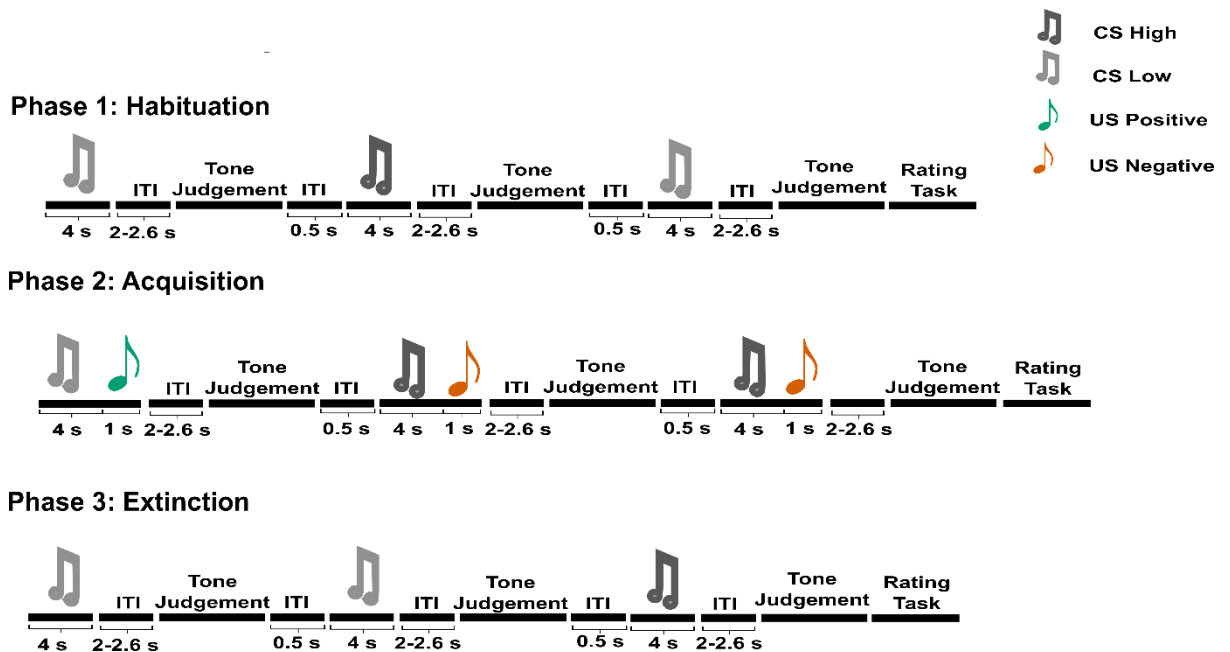 CS High
CS Low
US Positive
US Negative
Phase 1: Habituation
ITI
Tone
Judgement
ITI
ITI
Tone
Judgement
ITI
ITI
Tone
Judgement
Rating
Task
4 s
2-2.6 s
0.5 s
4 s
2-2.6 s
0.5 s
4 s
2-2.6 s
Phase 2: Acquisition
ITI
Tone
Judgement
ITI
ITI
Tone
Judgement
ITI
Tone
Judgement
Rating
Task
4 s
1 s
2-2.6 s
0.5 s
4 s
1 s
2-2.6 s
0.5 s
4 s
1 s
2-2.6 s
Phase 3: Extinction
ITI
Tone
Judgement
ITI
ITI
Tone
Judgement
ITI
ITI
Tone
Judgement
Rating
Task
4 s
2-2.6 s
0.5 s
4 s
2-2.6 s
0.5 s
4 s
2-2.6 s